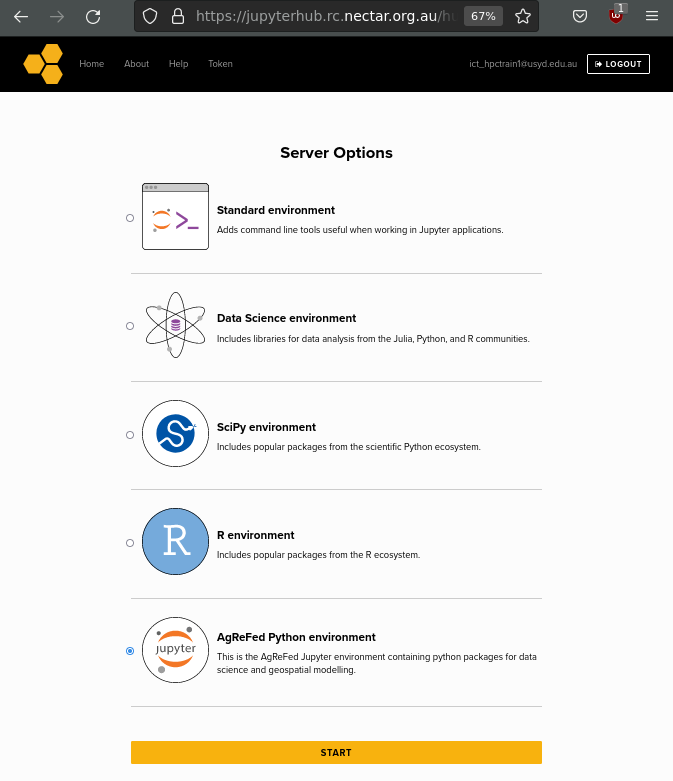 https://jupyterhub.rc.nectar.org.au/hu
67%
1
Home
About
Help
Token
ict_hpctrain1@usyd.edu.au
LOGOUT
Server Options
Standard environment
Adds command line tools useful when working in Jupyter applications.
Data Science environment
Includes libraries for data analysis from the Julia, Python, and R communities.
SciPy environment
Includes popular packages from the scientific Python ecosystem.
R
R environment
Includes popular packages from the R ecosystem.
jupyter
AgReFed Python environment
This is the AgReFed Jupyter environment containing python packages for data
science and geospatial modelling.
START